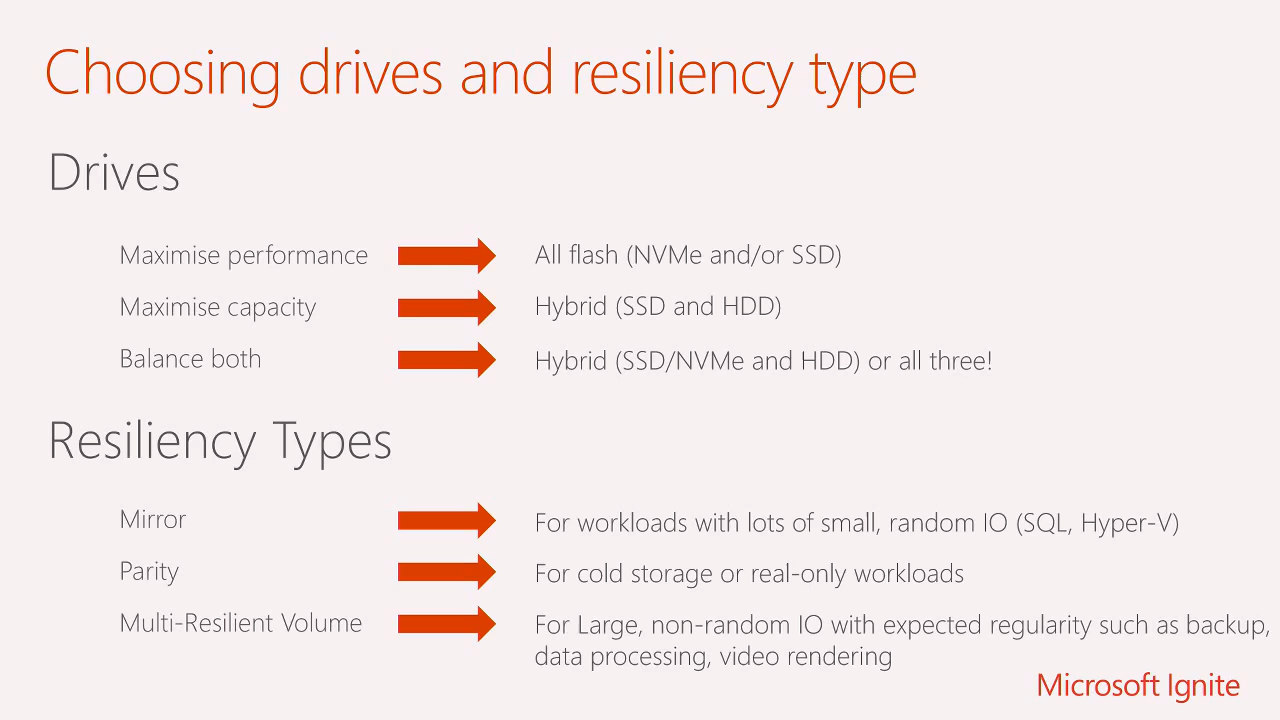 Choosing drives and resiliency type
Drives
Maximise performance All flash (NVMe and/or SSD)
Maximise capacity Hybrid (SSD and HDD)
Balance both Hybrid (SSD/NVMe and HDD) or all three!
Resiliency Types
Mirror For workloads with lots of small, random IO (SQL, Hyper-V)
Parity For cold storage or real-only workloads
Multi-Resilient Volume For Large, non-random IO with expected regularity such as backup,
data processing, video rendering
Microsoft Ignite